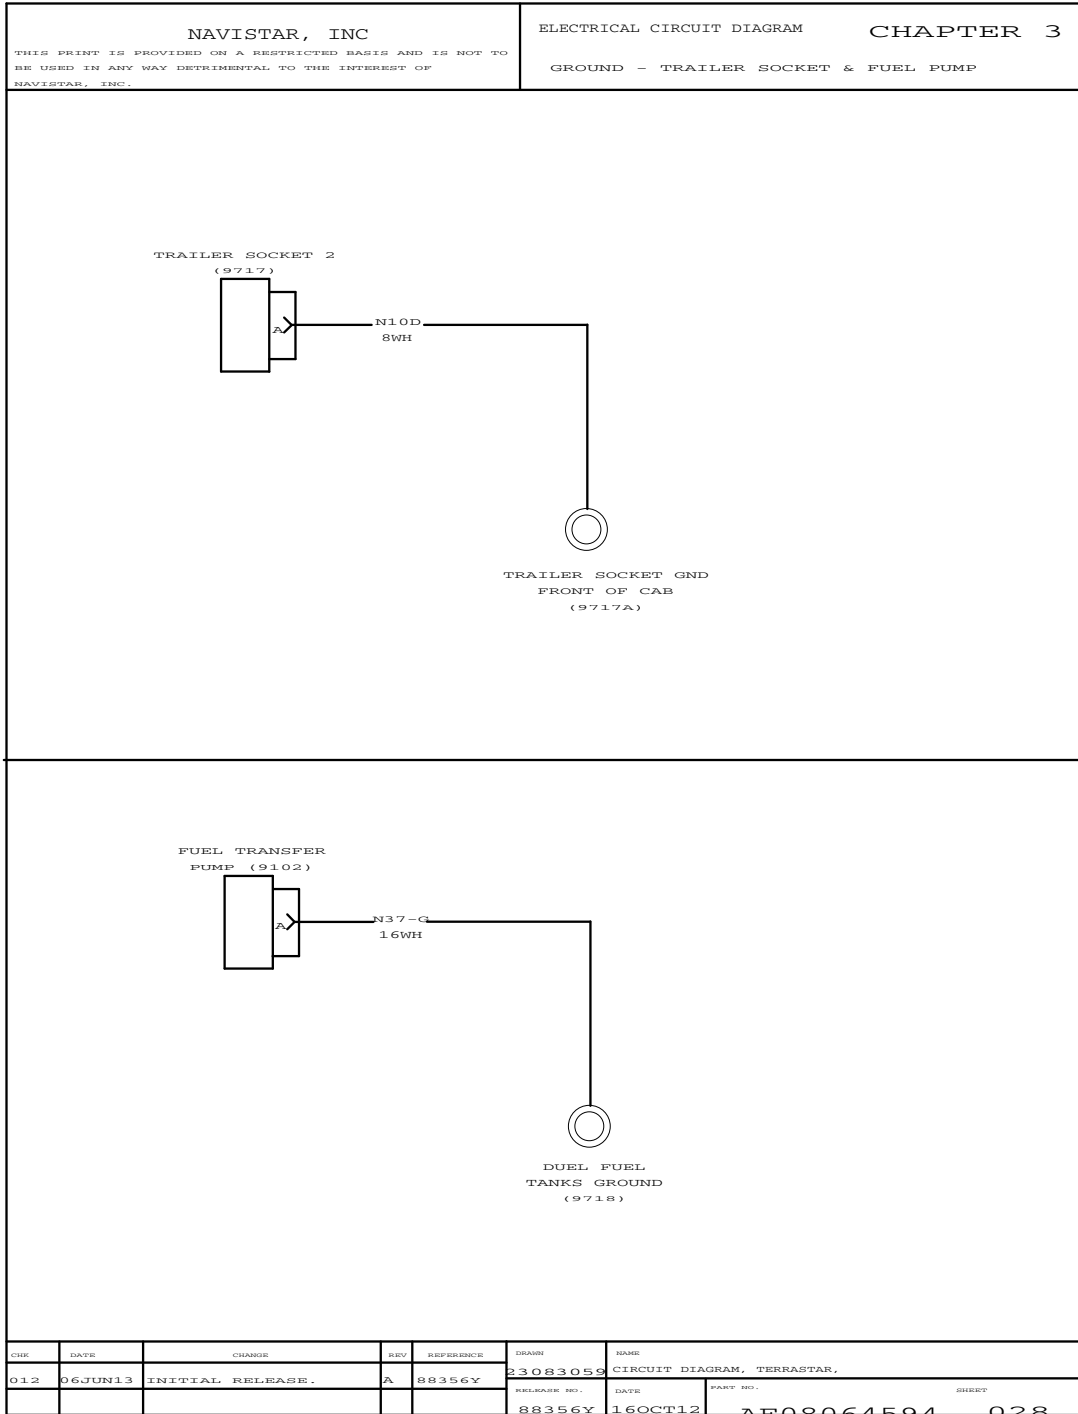 NAVISTAR, INC
THIS PRINT IS PROVIDED ON A RESTRICTED BASIS AND IS NOT TO
BE USED IN ANY WAY DETRIMENTAL TO THE INTEREST OF
NAVISTAR, INC.
ELECTRICAL CIRCUIT DIAGRAM
CHAPTER 3
GROUND - TRAILER SOCKET & FUEL PUMP
TRAILER SOCKET 2
(9717)
A
N10D
8WH
TRAILER SOCKET GND
FRONT OF CAB
(9717A)
FUEL TRANSFER
PUMP (9102)
A
N37-G
16WH
DUEL FUEL
TANKS GROUND
(9718)
CHK DATE CHANGE REV REFERENCE
012 06JUN13 INITIAL RELEASE. A 88356Y
DRAWN
23083059
NAME
CIRCUIT DIAGRAM, TERRASTAR,
RELEASE NO.
88356Y
DATE
16OCT12
PART NO.
AF08064594
SHEET
028